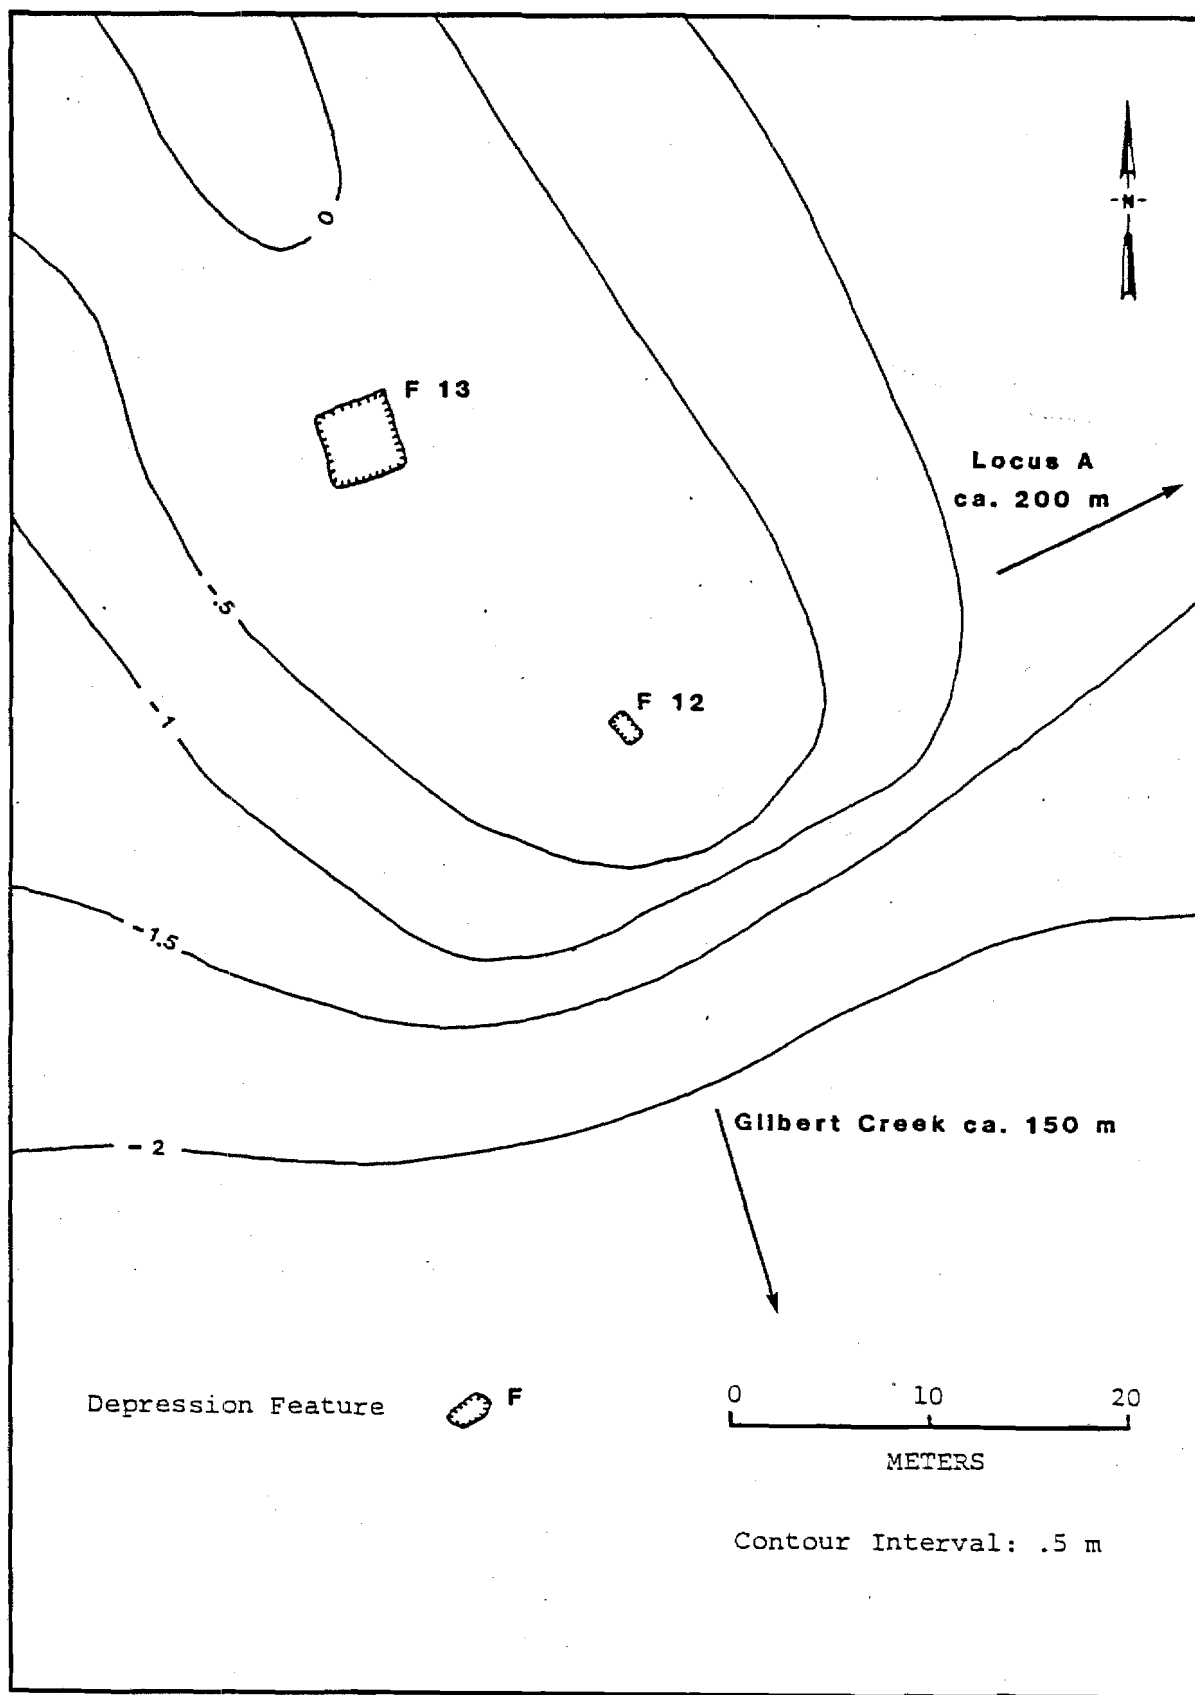 -N-
0
F 13
Locus A
ca. 200 m
-.5
F 12
-1
-1.5
Gilbert Creek ca. 150 m
-2
Depression Feature F
0 10 20
METERS
Contour Interval: .5 m